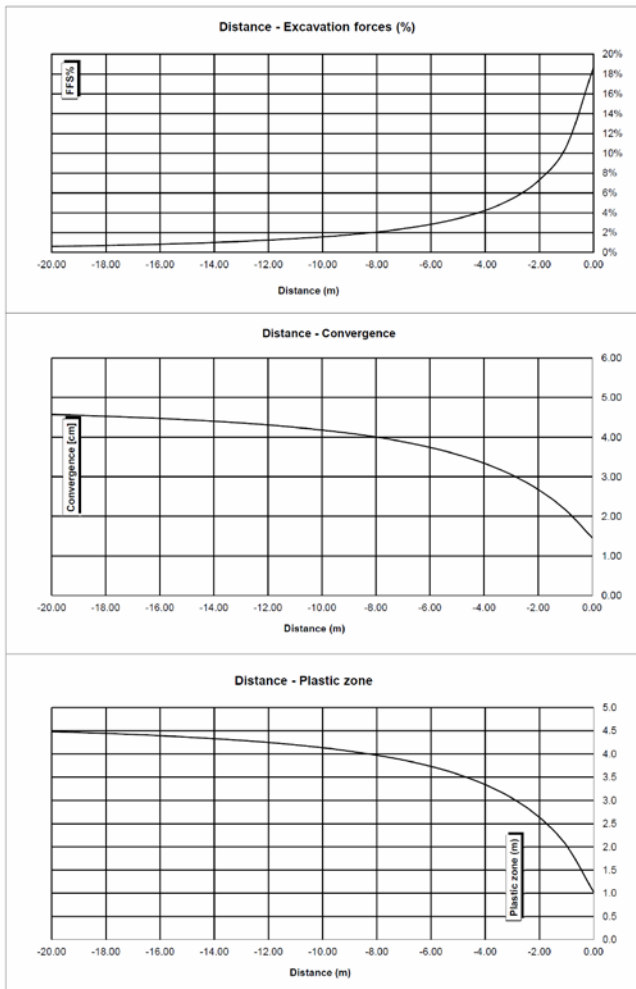 Distance - Excavation forces (%)
FFS%
20%
18%
16%
14%
12%
10%
8%
6%
4%
2%
0%
-20.00 -18.00 -16.00 -14.00 -12.00 -10.00 -8.00 -6.00 -4.00 -2.00 0.00
Distance (m)
Distance - Convergence
Convergence [cm]
6.00
5.00
4.00
3.00
2.00
1.00
0.00
-20.00 -18.00 -16.00 -14.00 -12.00 -10.00 -8.00 -6.00 -4.00 -2.00 0.00
Distance (m)
Distance - Plastic zone
Plastic zone (m)
5.0
4.5
4.0
3.5
3.0
2.5
2.0
1.5
1.0
0.5
0.0
-20.00 -18.00 -16.00 -14.00 -12.00 -10.00 -8.00 -6.00 -4.00 -2.00 0.00
Distance (m)